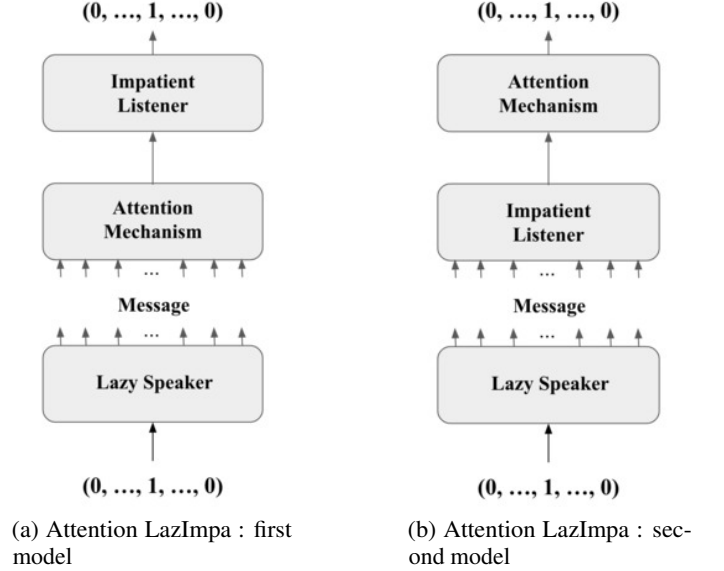 (0, ..., 1, ..., 0)
Impatient
Listener
Attention
Mechanism
...
Message
...
Lazy Speaker
(0, ..., 1, ..., 0)
(a) Attention LazImpa : first
model
(0, ..., 1, ..., 0)
Attention
Mechanism
Impatient
Listener
...
Message
...
Lazy Speaker
(0, ..., 1, ..., 0)
(b) Attention LazImpa : sec-
ond model